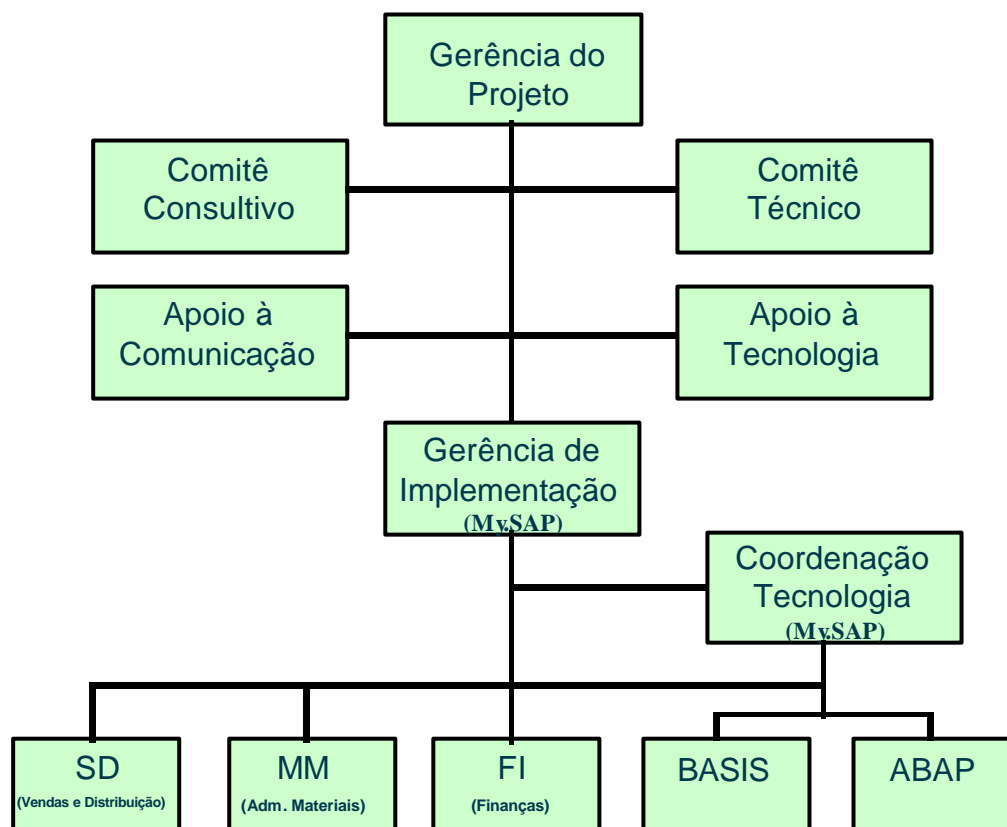 Gerência do
Projeto
Comitê
Consultivo
Comitê
Técnico
Apoio à
Comunicação
Apoio à
Tecnologia
Gerência de
Implementação
(My.SAP)
Coordenação
Tecnologia
(My.SAP)
SD
(Vendas e Distribuição)
MM
(Adm. Materiais)
FI
(Finanças)
BASIS
ABAP